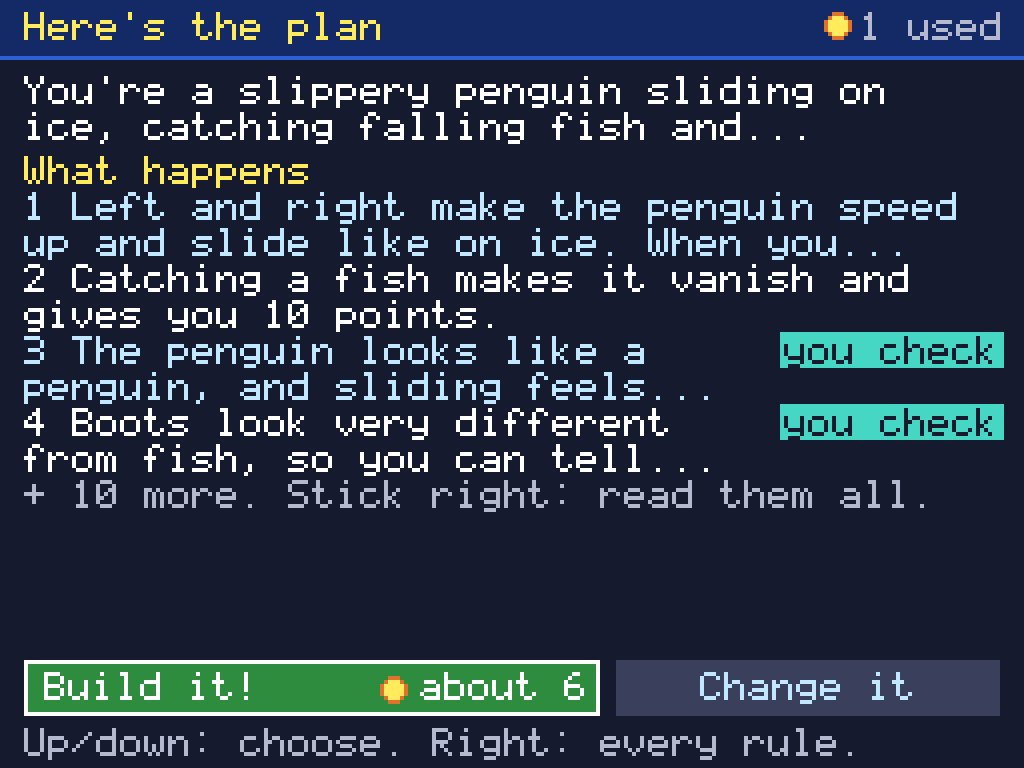 Here's the plan
1 used
You're a slippery penguin sliding on
ice, catching falling fish and...
What happens
1 Left and right make the penguin speed
up and slide like on ice. When you...
2 Catching a fish makes it vanish and
gives you 10 points.
3 The penguin looks like a
you check
penguin, and sliding feels...
4 Boots look very different
you check
from fish, so you can tell...
+ 10 more. Stick right: read them all.
Build it!
about 6
Change it
Up/down: choose. Right: every rule.